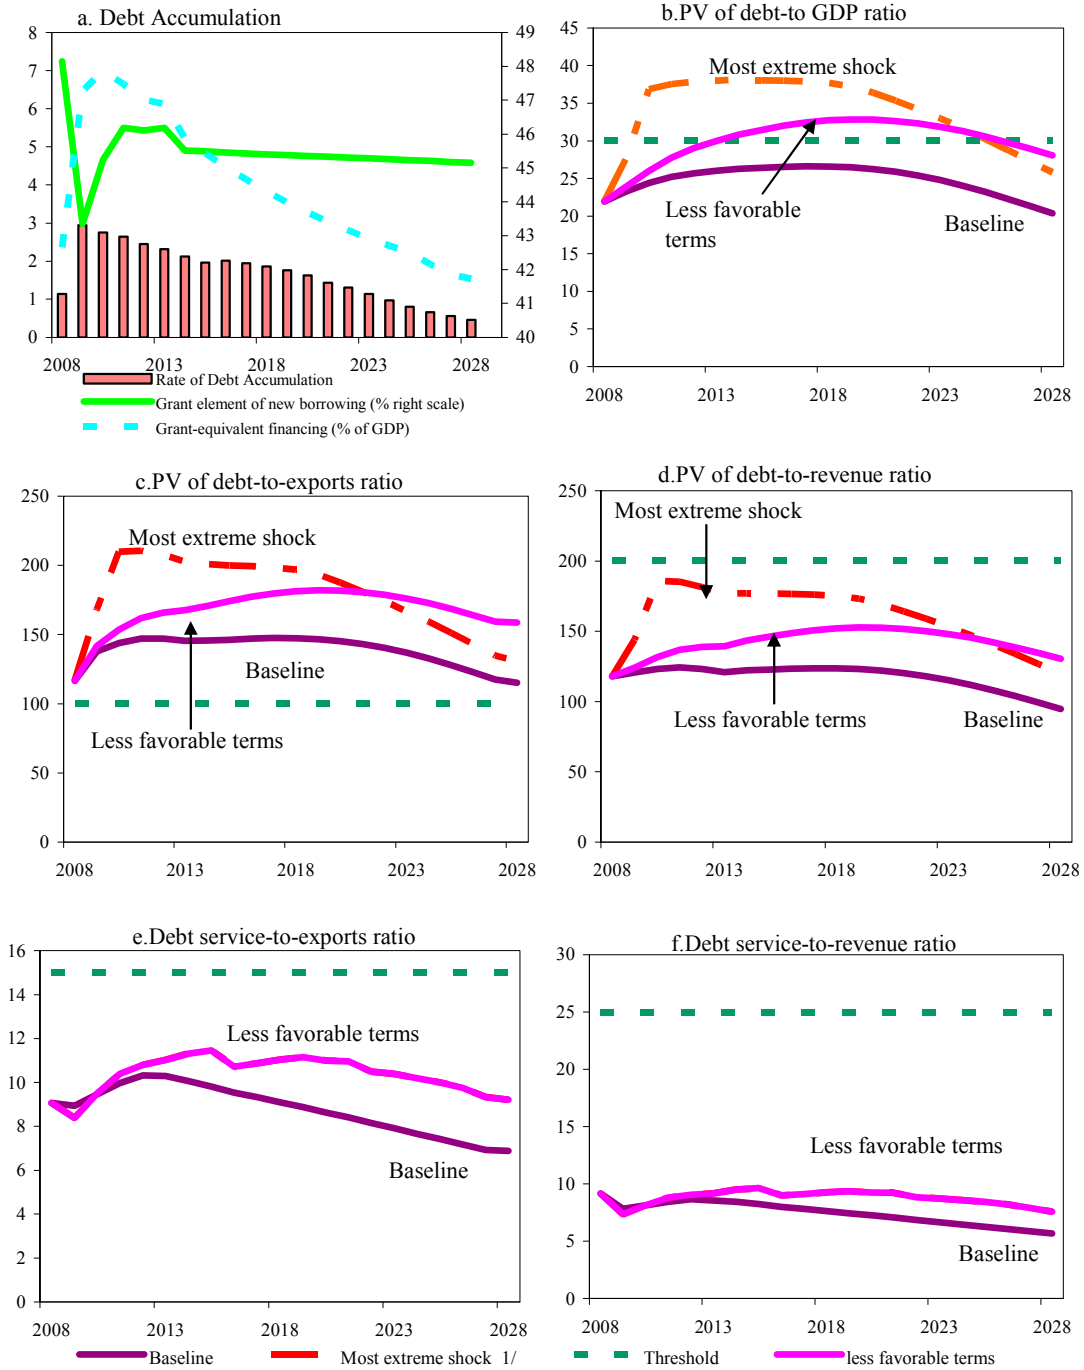 a. Debt Accumulation
8
7
6
5
4
3
2
1
0
49
48
47
46
45
44
43
42
41
40
2008 2013 2018 2023 2028
Rate of Debt Accumulation
Grant element of new borrowing (% right scale)
Grant-equivalent financing (% of GDP)
b.PV of debt-to GDP ratio
45
40
35
30
25
20
15
10
5
0
Most extreme shock
Less favorable
terms
Baseline
2008 2013 2018 2023 2028
c.PV of debt-to-exports ratio
250
200
150
100
50
0
Most extreme shock
Baseline
Less favorable terms
2008 2013 2018 2023 2028
d.PV of debt-to-revenue ratio
250
200
150
100
50
0
Most extreme shock
Less favorable terms
Baseline
2008 2013 2018 2023 2028
e.Debt service-to-exports ratio
16
14
12
10
8
6
4
2
0
Less favorable terms
Baseline
2008 2013 2018 2023 2028
f.Debt service-to-revenue ratio
30
25
20
15
10
5
0
Less favorable terms
Baseline
2008 2013 2018 2023 2028
Baseline Most extreme shock 1/ Threshold less favorable terms